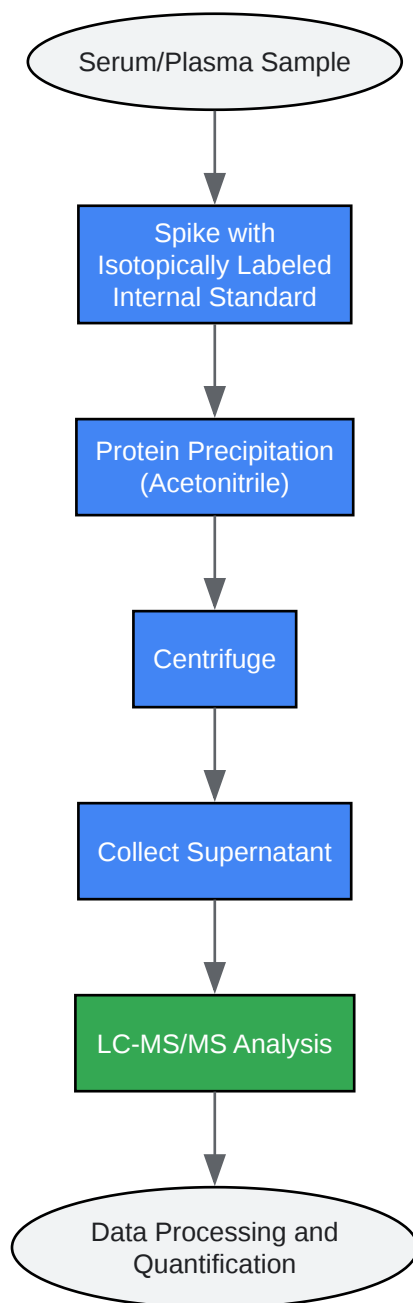 Serum/Plasma Sample
Spike with
Isotopically Labeled
Internal Standard
Protein Precipitation
(Acetonitrile)
Centrifuge
Collect Supernatant
LC-MS/MS Analysis
Data Processing and
Quantification